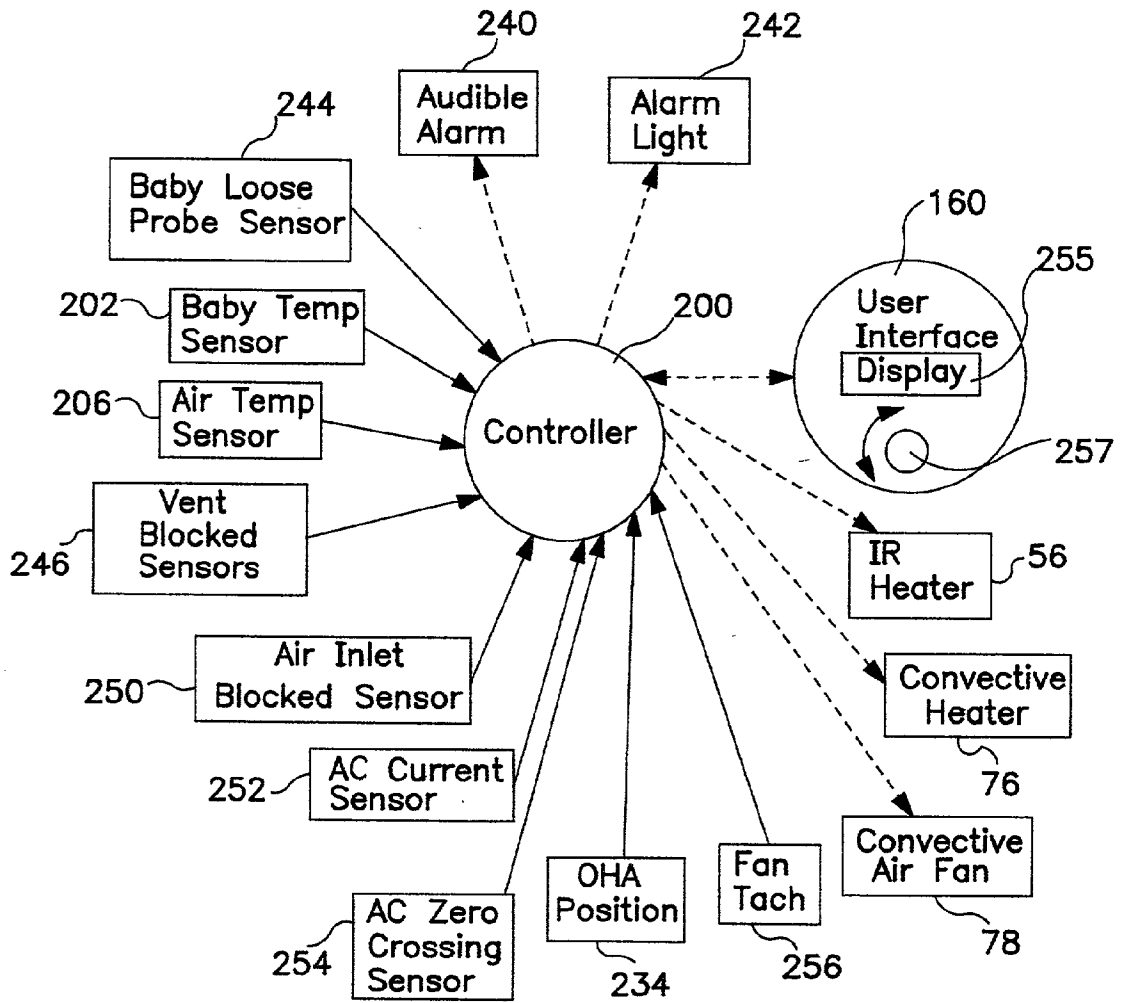 240
242
Audible
Alarm
Alarm
Light
244
Baby Loose
Probe Sensor
160
255
User
Interface
Display
202
Baby Temp
Sensor
200
206
Air Temp
Sensor
Controller
257
Vent
Blocked
Sensors
246
IR
Heater
56
Air Inlet
Blocked Sensor
250
Convective
Heater
76
AC Current
Sensor
252
Convective
Air Fan
78
OHA
Position
234
Fan
Tach
256
AC Zero
Crossing
Sensor
254